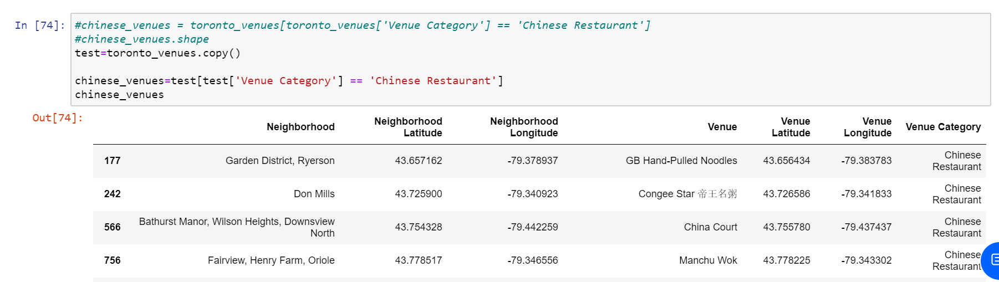 In [74]: #chinese_venues = toronto_venues[toronto_venues['Venue Category'] == 'Chinese Restaurant']
#chinese_venues.shape
test=toronto_venues.copy()
chinese_venues=test[test['Venue Category'] == 'Chinese Restaurant']
chinese_venues
Out[74]:
Neighborhood Neighborhood Latitude Neighborhood Longitude Venue Venue Latitude Venue Longitude Venue Category
177 Garden District, Ryerson 43.657162 -79.378937 GB Hand-Pulled Noodles 43.656434 -79.383783 Chinese Restaurant
242 Don Mills 43.725900 -79.340923 Congee Star 帝王名粥 43.726586 -79.341833 Chinese Restaurant
566 Bathurst Manor, Wilson Heights, Downsview North 43.754328 -79.442259 China Court 43.755780 -79.437437 Chinese Restaurant
756 Fairview, Henry Farm, Oriole 43.778517 -79.346556 Manchu Wok 43.778225 -79.343302 Chinese Restaurant